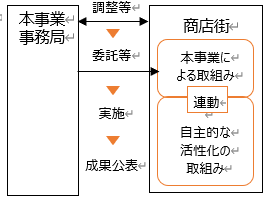 本事業
事務局
調整等
委託等
実施
成果公表
商店街
本事業に
よる取組み
連動
自主的な
活性化の
取組み